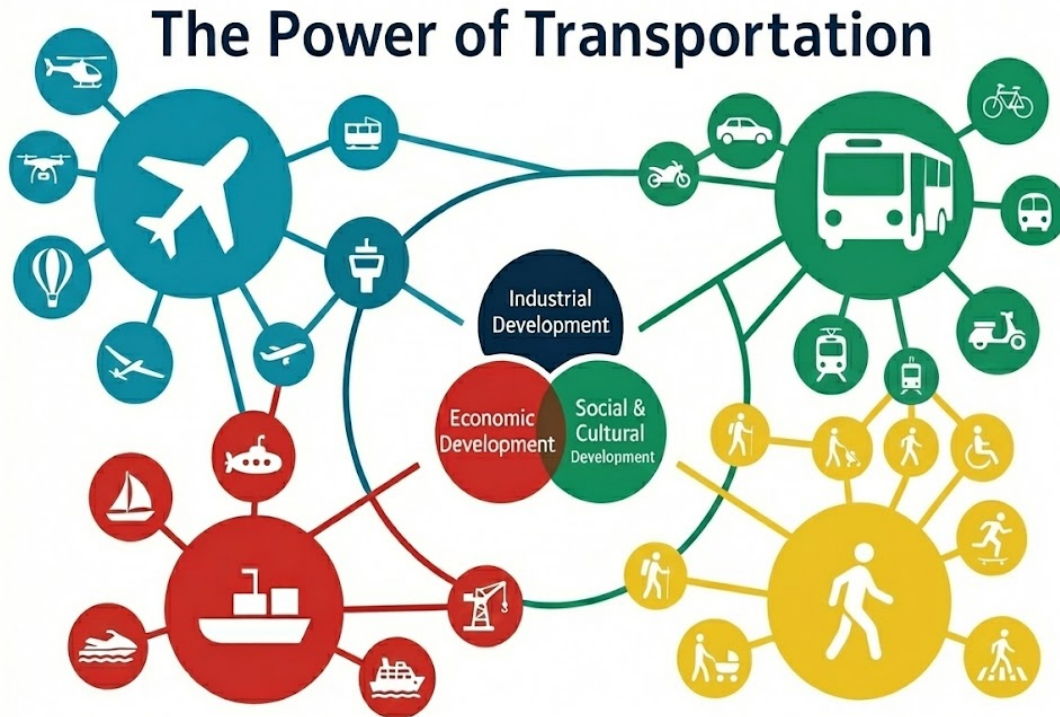 The Power of Transportation
Industrial
Development
Economic
Development
Social &
Cultural
Development